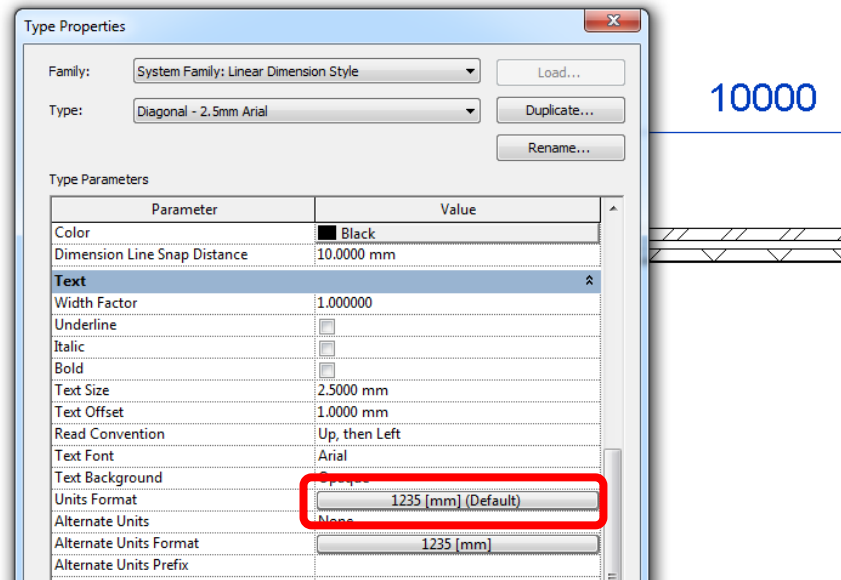 Type Properties
Family: System Family: Linear Dimension Style Load...
Type: Diagonal - 2.5mm Arial Duplicate...
Rename...
10000
Type Parameters
Parameter Value
Color Black
Dimension Line Snap Distance 10.0000 mm
Text
Width Factor 1.000000
Underline
Italic
Bold
Text Size 2.5000 mm
Text Offset 1.0000 mm
Read Convention Up, then Left
Text Font Arial
Text Background Opaque
Units Format 1235 [mm] (Default)
Alternate Units None
Alternate Units Format 1235 [mm]
Alternate Units Prefix